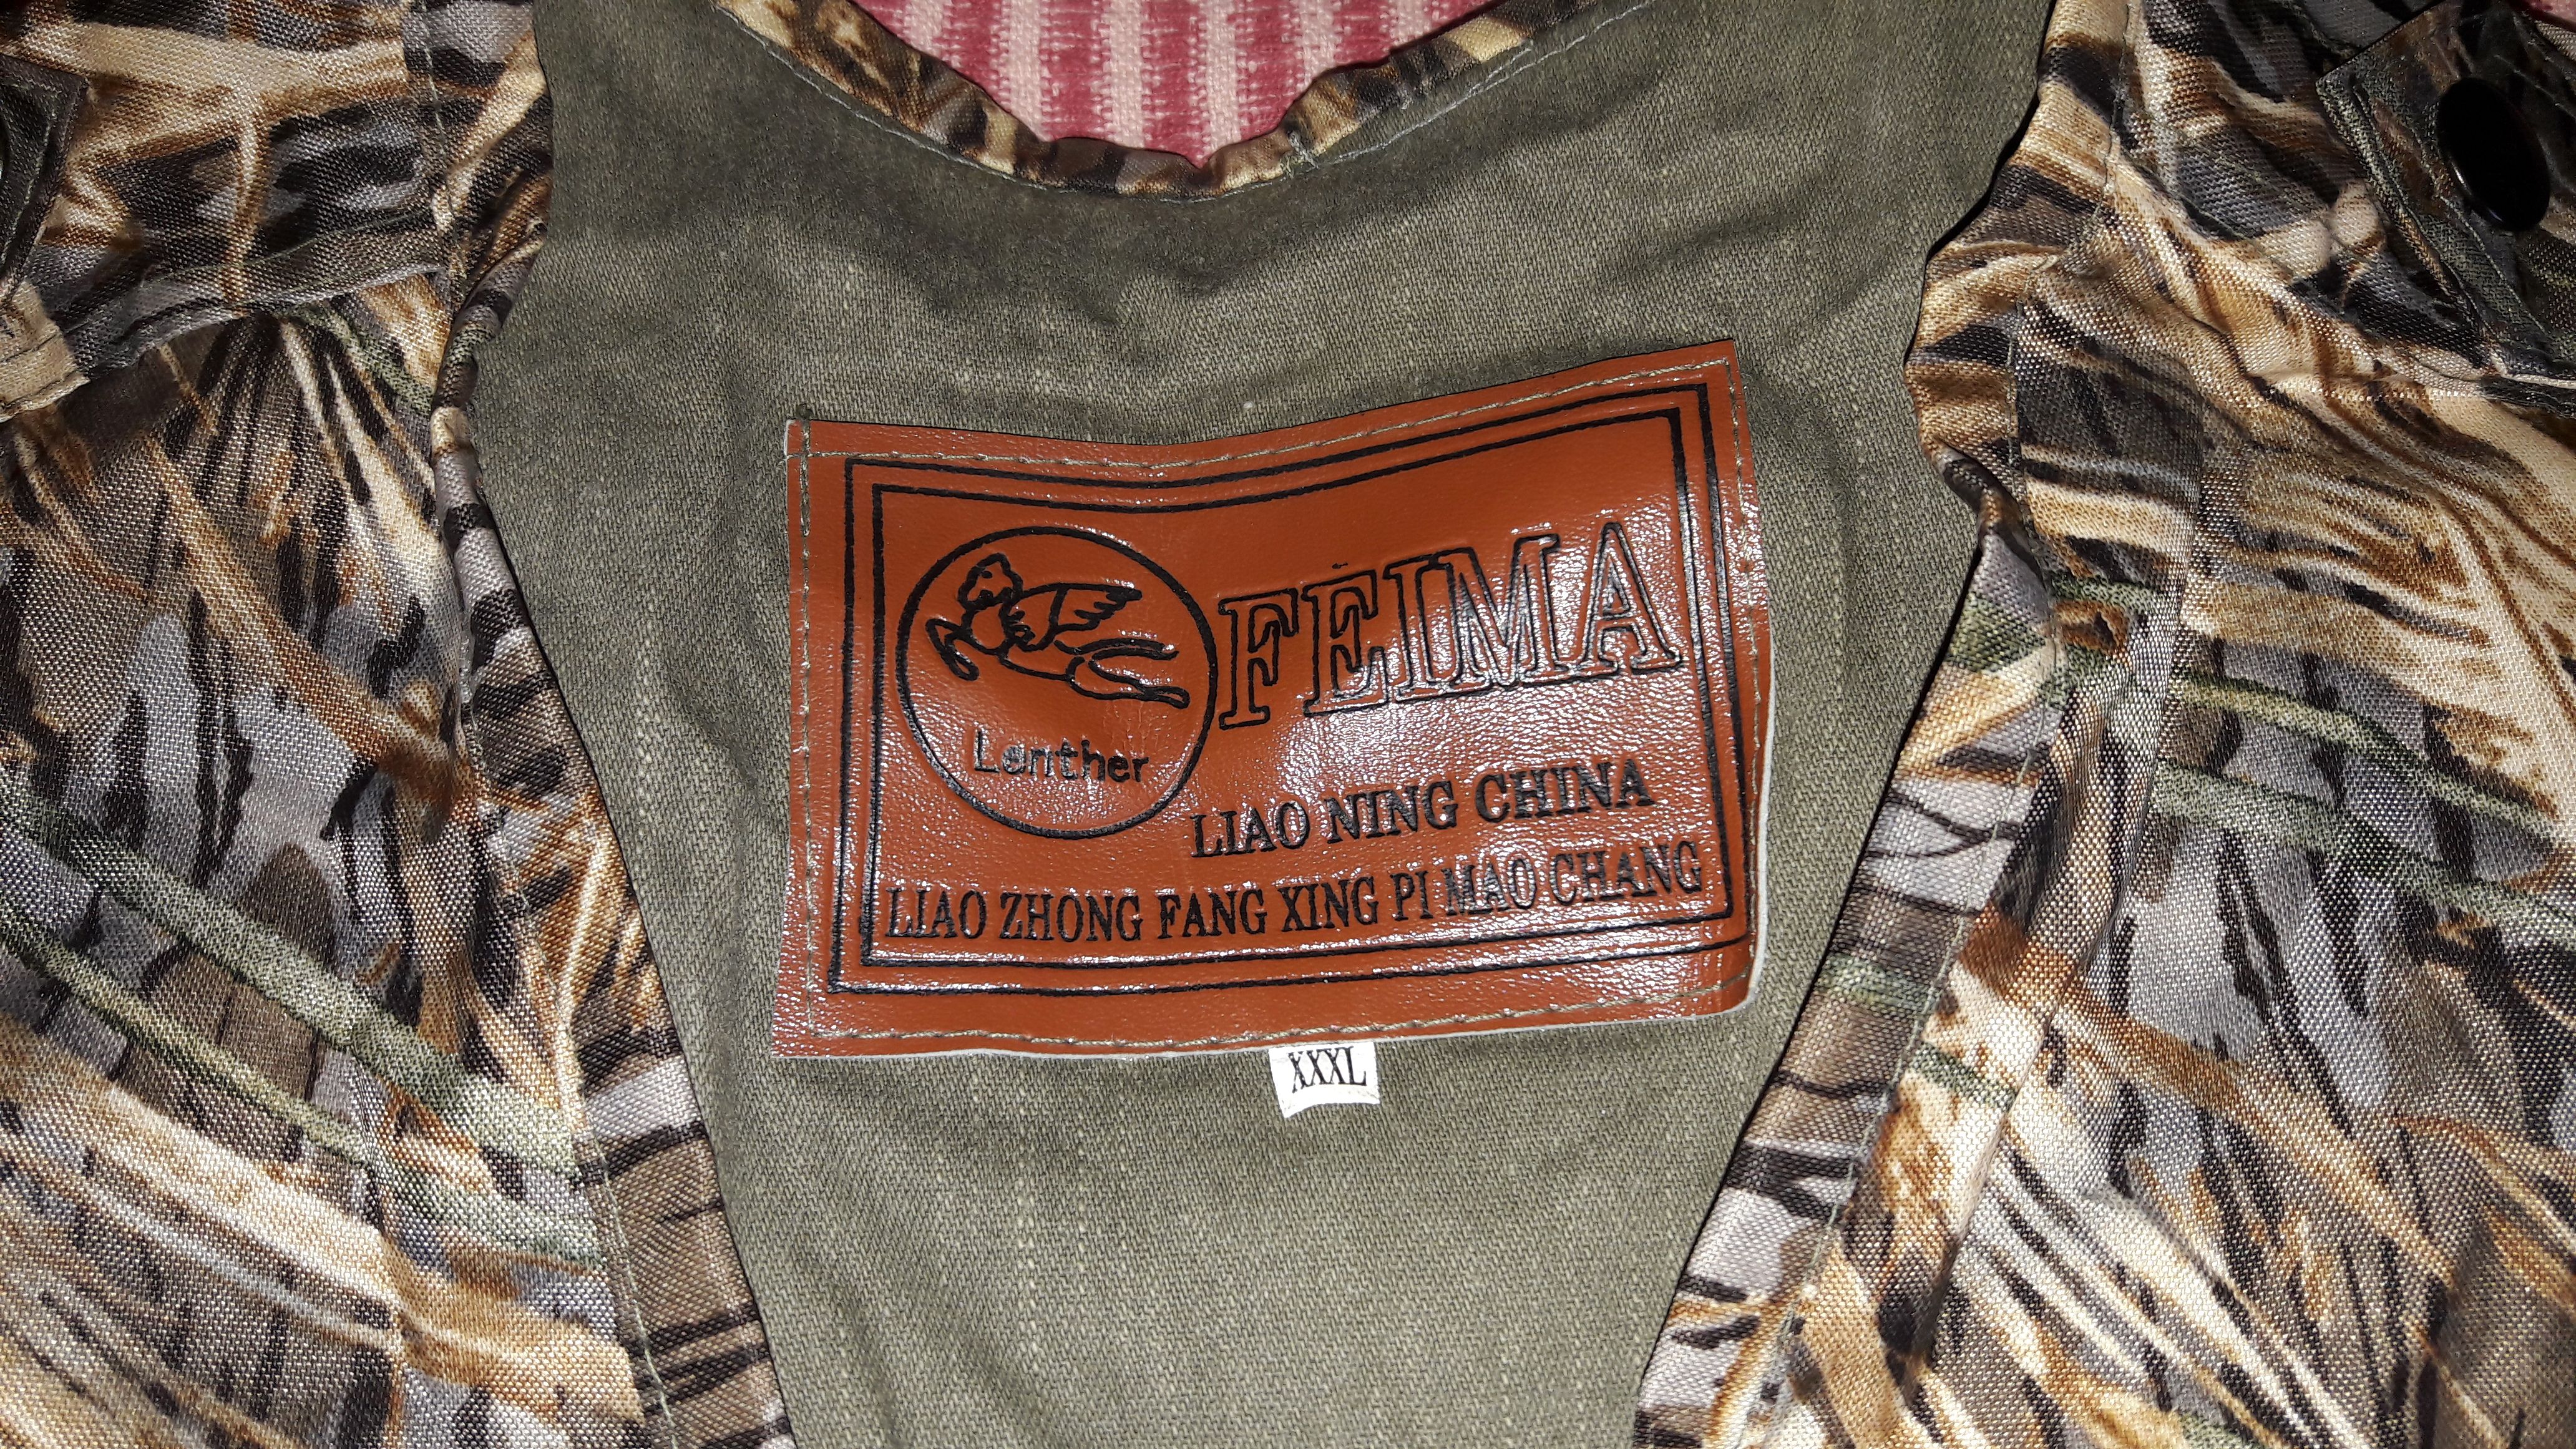 FEIMA
Lenther
LIAO NING CHINA
LIAO ZHONG FANG XING PI MAO CHANG
XXXL